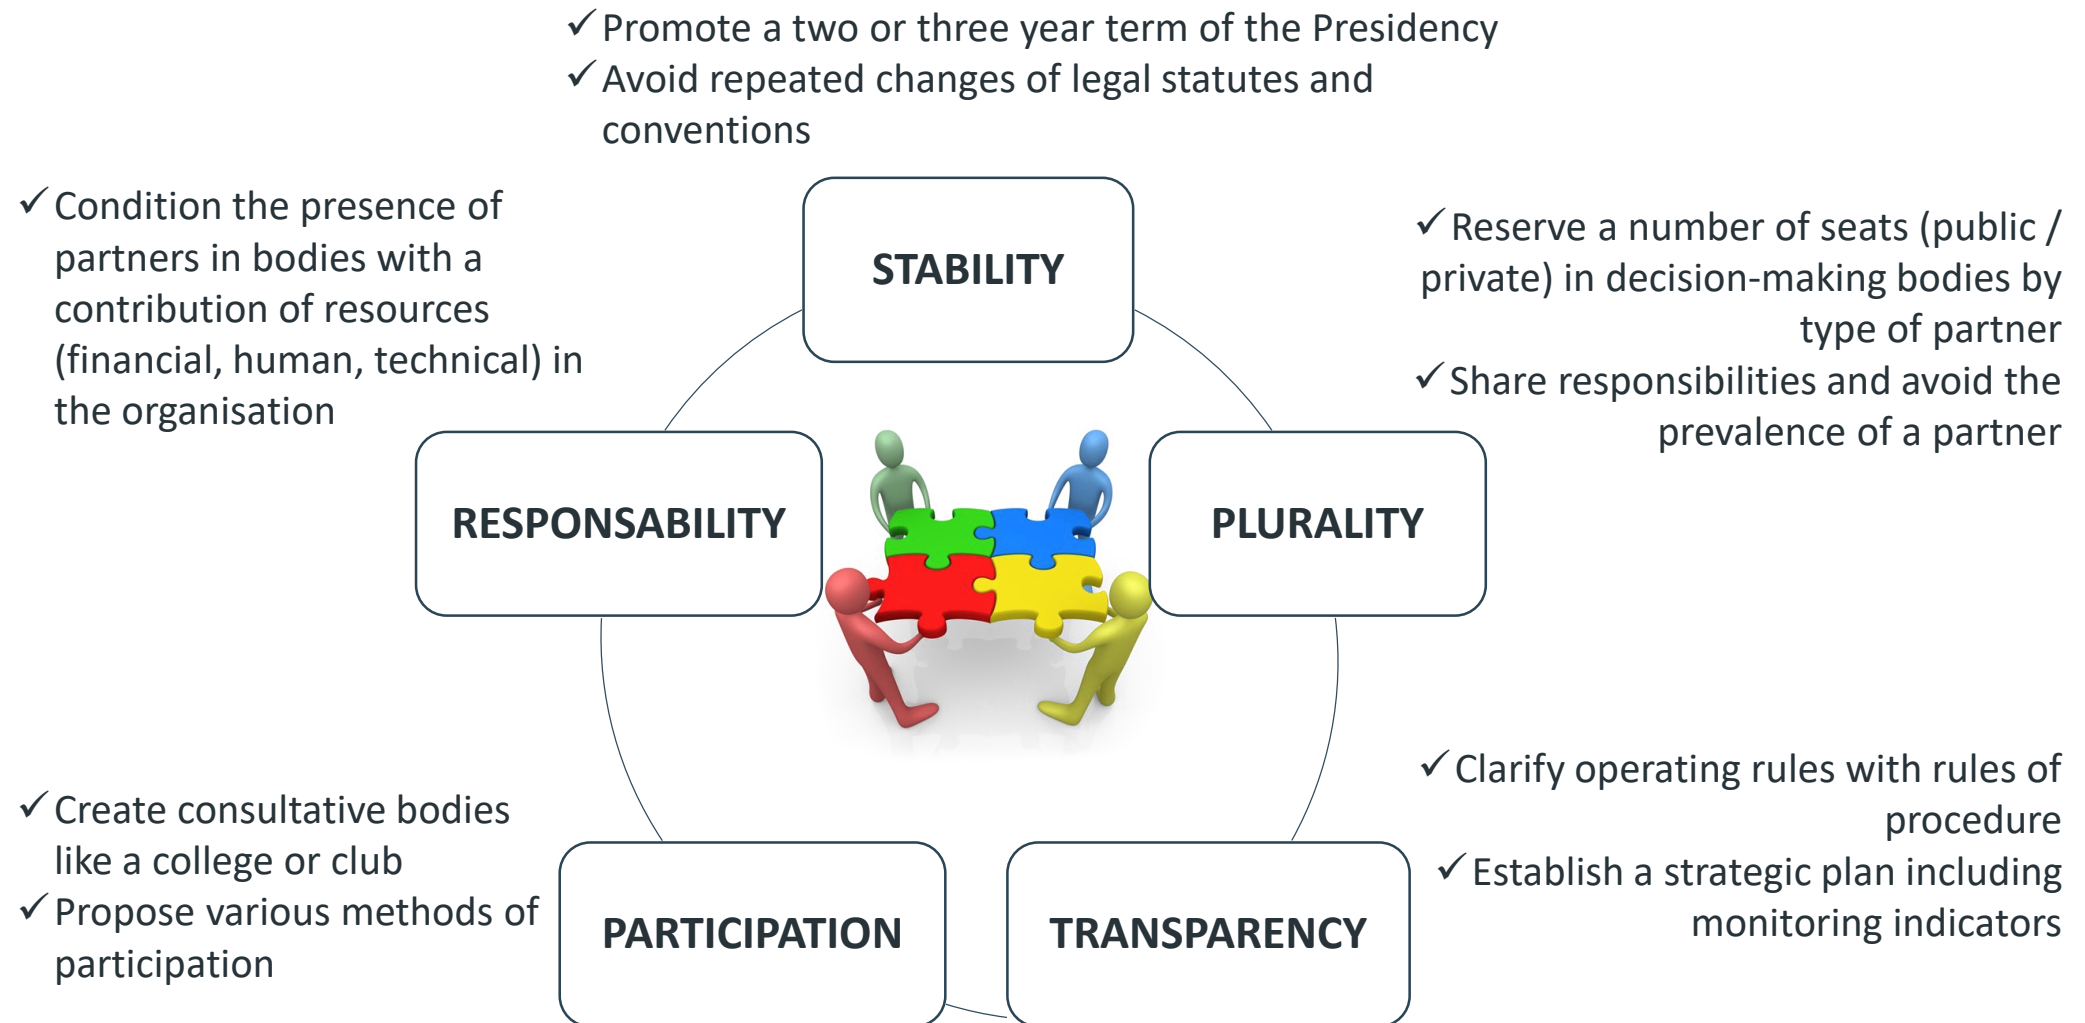 ✓ Promote a two or three year term of the Presidency
✓ Avoid repeated changes of legal statutes and
conventions
STABILITY
✓ Condition the presence of
partners in bodies with a
contribution of resources
(financial, human, technical) in
the organisation
RESPONSABILITY
✓ Reserve a number of seats (public /
private) in decision-making bodies by
type of partner
✓ Share responsibilities and avoid the
prevalence of a partner
PLURALITY
✓ Create consultative bodies
like a college or club
✓ Propose various methods of
participation
PARTICIPATION
✓ Clarify operating rules with rules of
procedure
✓ Establish a strategic plan including
monitoring indicators
TRANSPARENCY